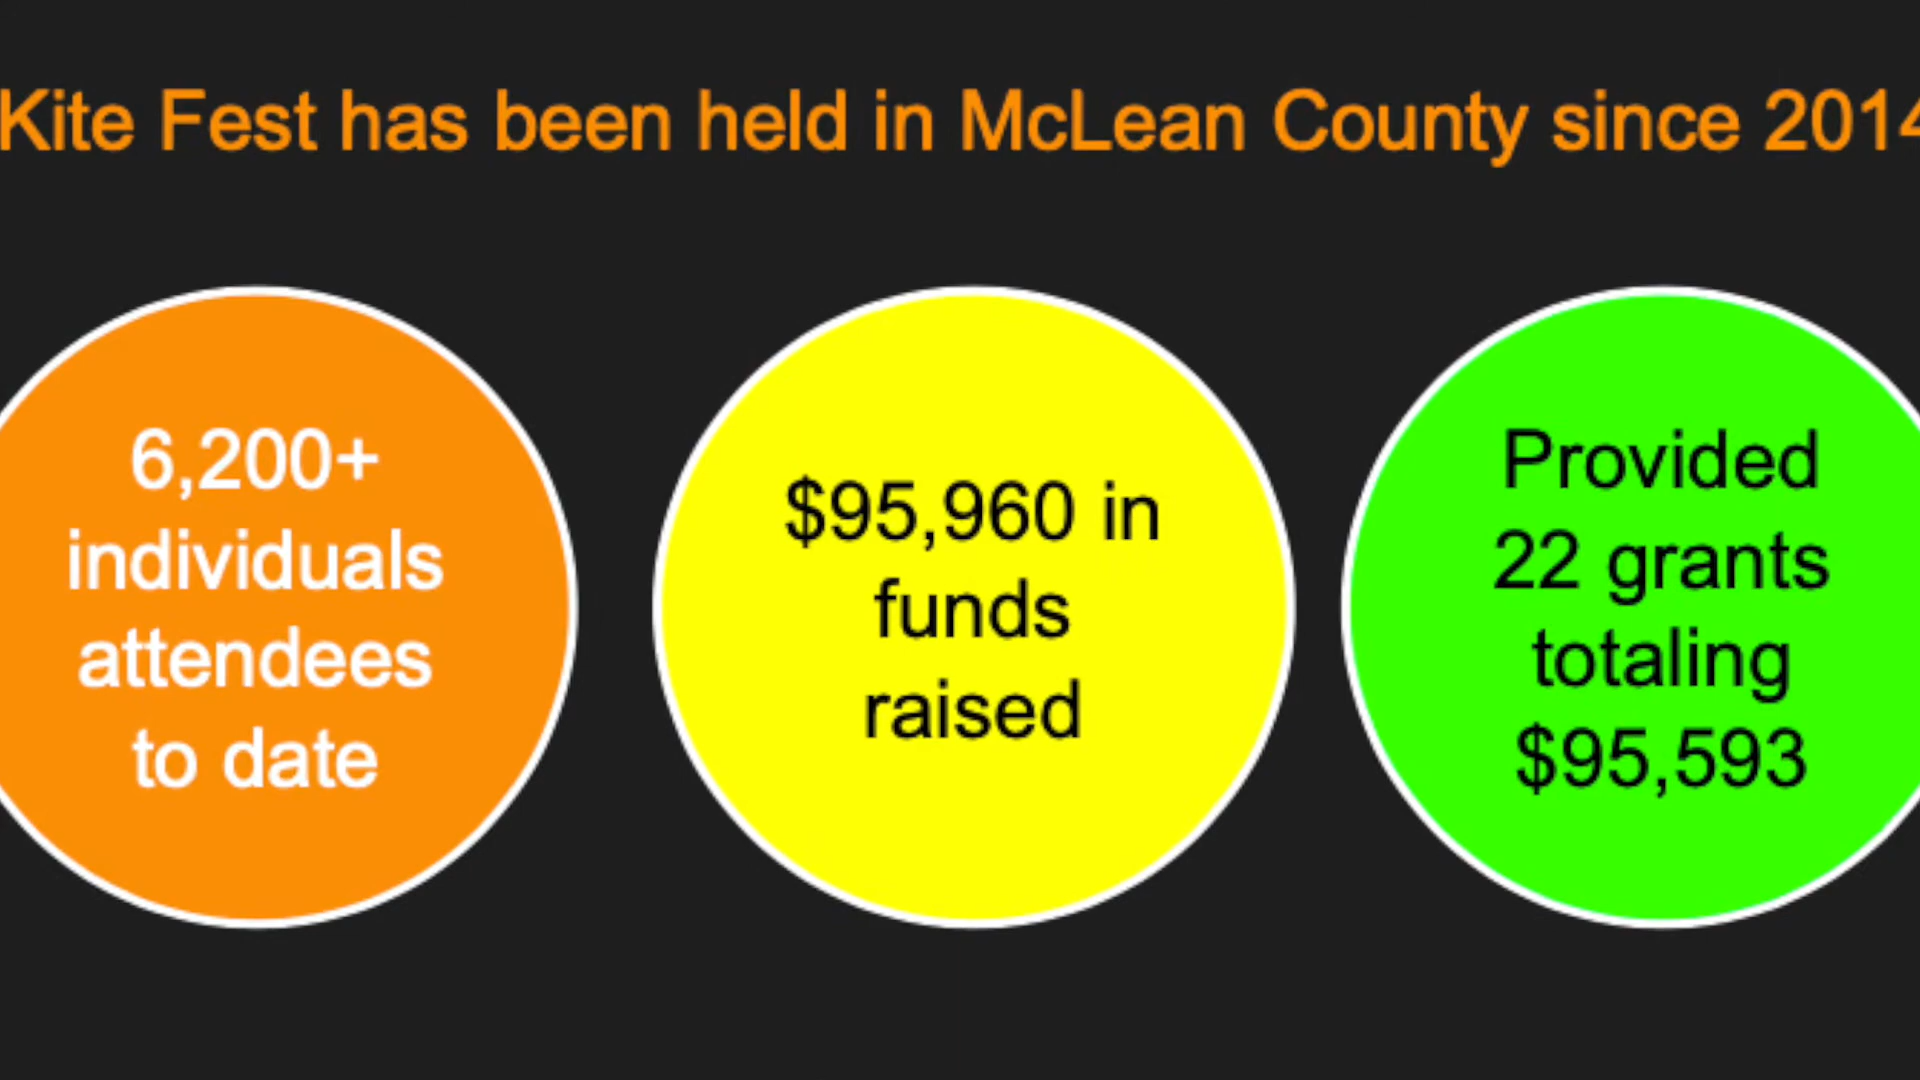 Kite Fest has been held in McLean County since 2014
6,200+
individuals
attendees
to date
$95,960 in
funds
raised
Provided
22 grants
totaling
$95,593